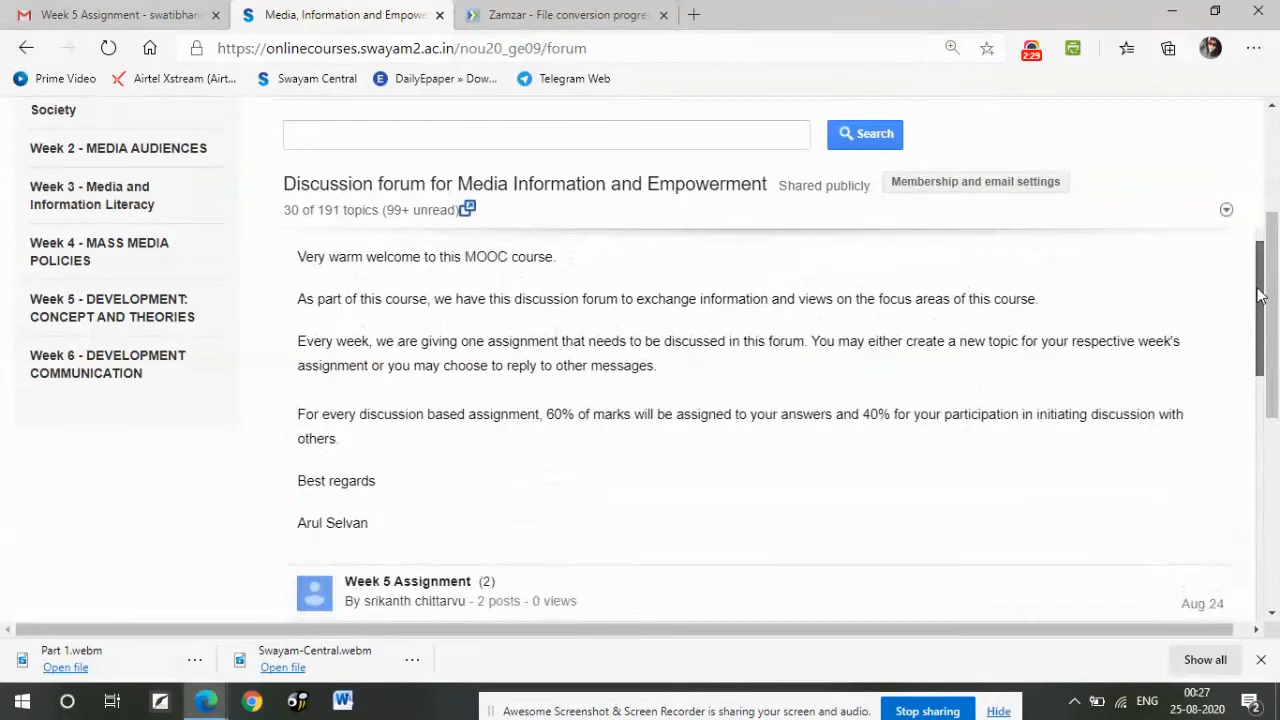 Week 5 Assignment - swatibhan
Media, Information and Empowe
Zamzar - File conversion progres
https://onlinecourses.swayam2.ac.in/nou20_ge09/forum
2:29
Prime Video
Airtel Xstream (Airt...
Swayam Central
DailyEpaper » Dow...
Telegram Web
Society
Week 2 - MEDIA AUDIENCES
Week 3 - Media and
Information Literacy
Week 4 - MASS MEDIA
POLICIES
Week 5 - DEVELOPMENT:
CONCEPT AND THEORIES
Week 6 - DEVELOPMENT
COMMUNICATION
Search
Discussion forum for Media Information and Empowerment Shared publicly Membership and email settings
30 of 191 topics (99+ unread)
Very warm welcome to this MOOC course.
As part of this course, we have this discussion forum to exchange information and views on the focus areas of this course.
Every week, we are giving one assignment that needs to be discussed in this forum. You may either create a new topic for your respective week's
assignment or you may choose to reply to other messages.
For every discussion based assignment, 60% of marks will be assigned to your answers and 40% for your participation in initiating discussion with
others.
Best regards
Arul Selvan
Week 5 Assignment (2)
By srikanth chittarvu - 2 posts - 0 views
Aug 24
Part 1.webm
Open file
Swayam-Central.webm
Open file
Show all
Awesome Screenshot & Screen Recorder is sharing your screen and audio.
Stop sharing
Hide
ENG
00:27
25-08-2020
2